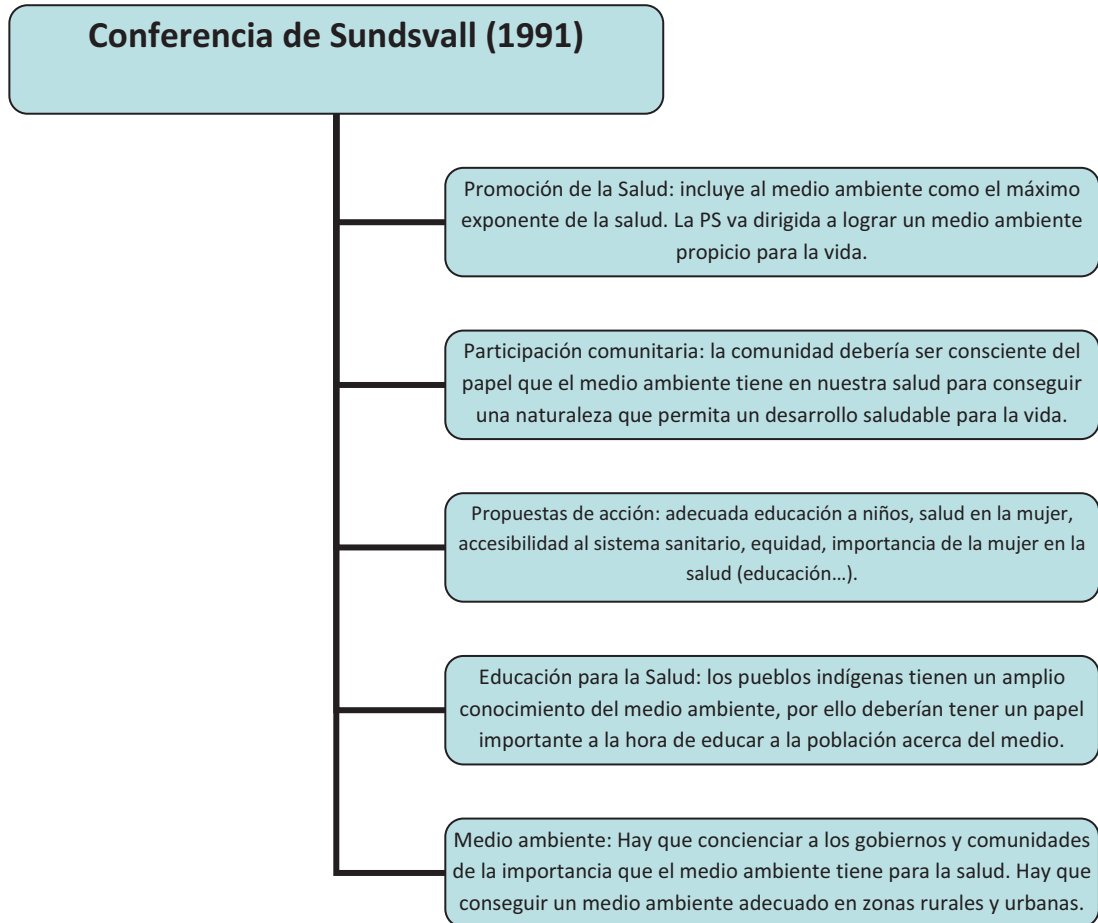 Conferencia de Sundsvall (1991)
Promoción de la Salud: incluye al medio ambiente como el máximo
exponente de la salud. La PS va dirigida a lograr un medio ambiente
propicio para la vida.
Participación comunitaria: la comunidad debería ser consciente del
papel que el medio ambiente tiene en nuestra salud para conseguir
una naturaleza que permita un desarrollo saludable para la vida.
Propuestas de acción: adecuada educación a niños, salud en la mujer,
accesibilidad al sistema sanitario, equidad, importancia de la mujer en la
salud (educación...).
Educación para la Salud: los pueblos indígenas tienen un amplio
conocimiento del medio ambiente, por ello deberían tener un papel
importante a la hora de educar a la población acerca del medio.
Medio ambiente: Hay que concienciar a los gobiernos y comunidades
de la importancia que el medio ambiente tiene para la salud. Hay que
conseguir un medio ambiente adecuado en zonas rurales y urbanas.